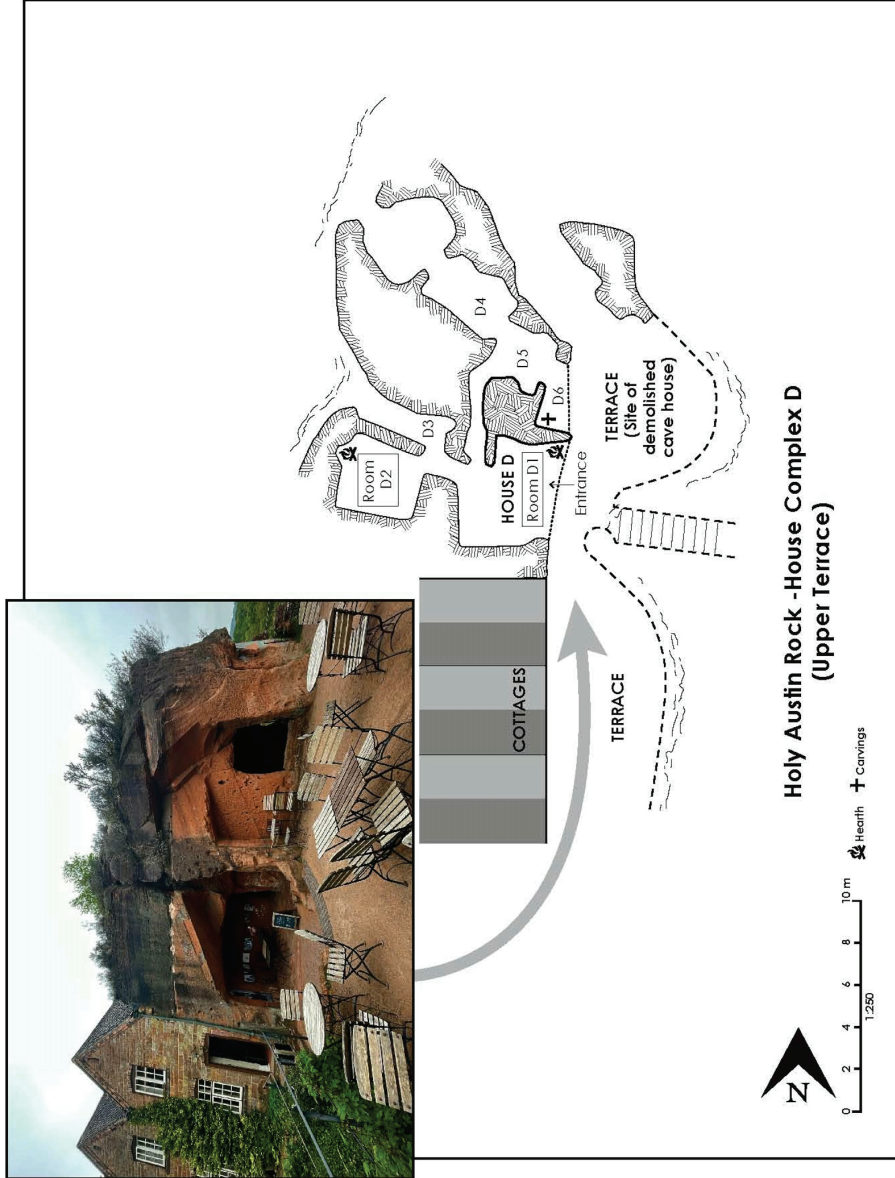 Room
D2
D3
D4
D5
D6
HOUSE D
Room D1
Entrance
TERRACE
(Site of
demolished
cave house)
COTTAGES
TERRACE
Holy Austin Rock -House Complex D
(Upper Terrace)
N
0 2 4 6 8 10 m
1:250
Hearth Carvings